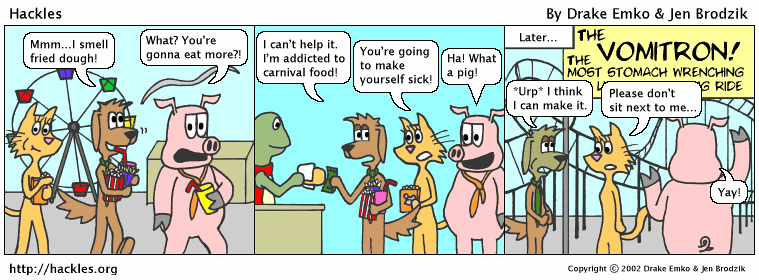 Hackles
By Drake Emko & Jen Brodzik
Mmm...I smell
fried dough!
What? You're
gonna eat more?!
I can't help it.
I'm addicted to
carnival food!
You're going
to make
yourself sick!
Ha! What
a pig!
Later...
THE
VOMITRON!
THE
MOST STOMACH WRENCHING
RIDE
*Urp* I think
I can make it.
Please don't
sit next to me...
Yay!
http://hackles.org
Copyright © 2002 Drake Emko & Jen Brodzik